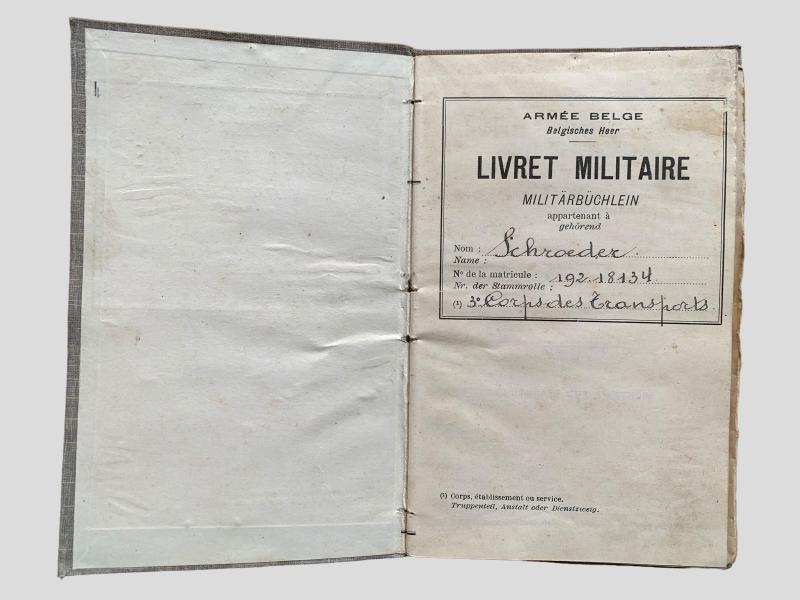 ARMÉE BELGE
Belgisches Heer
LIVRET MILITAIRE
MILITÄRBÜCHLEIN
appartenant à
gehörend
Nom : Schroeder
Name :
Nº de la matricule : 192.18134
Nr. der Stammrolle :
(¹) 3e Corps des Transports
(¹) Corps, établissement ou service.
Truppenteil, Anstalt oder Dienstzweig.